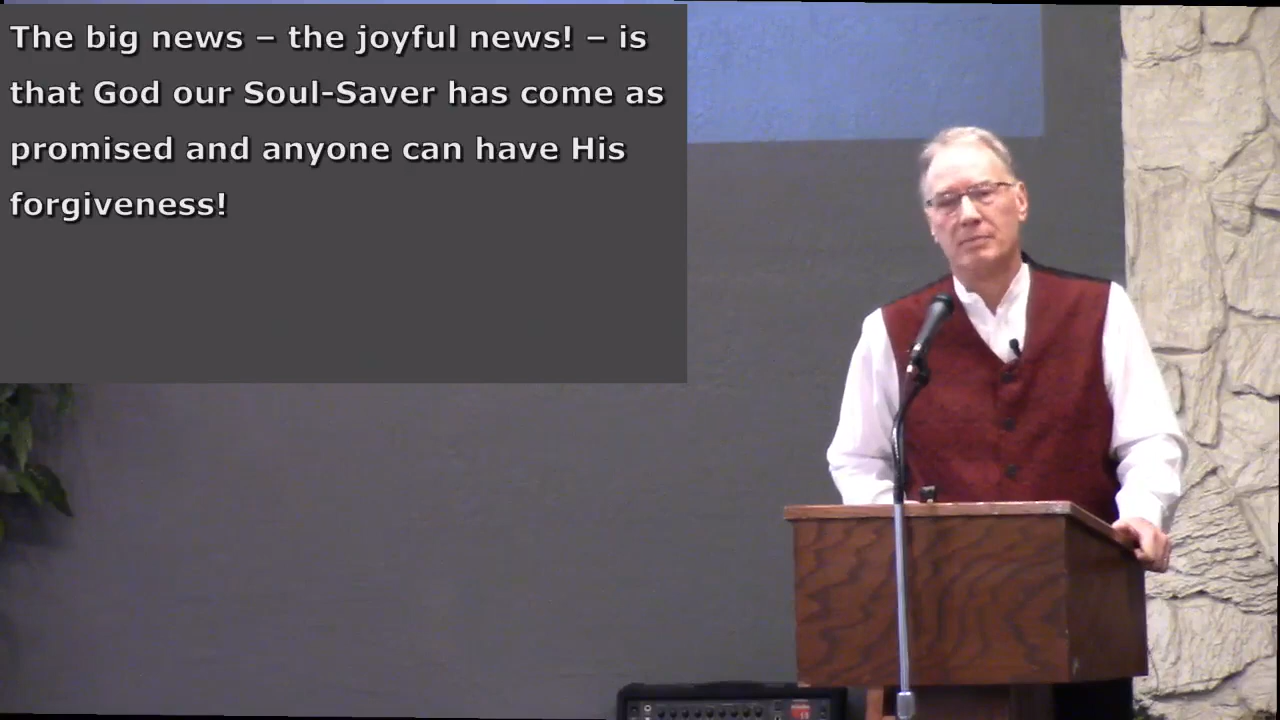 The big news – the joyful news! – is
that God our Soul-Saver has come as
promised and anyone can have His
forgiveness!